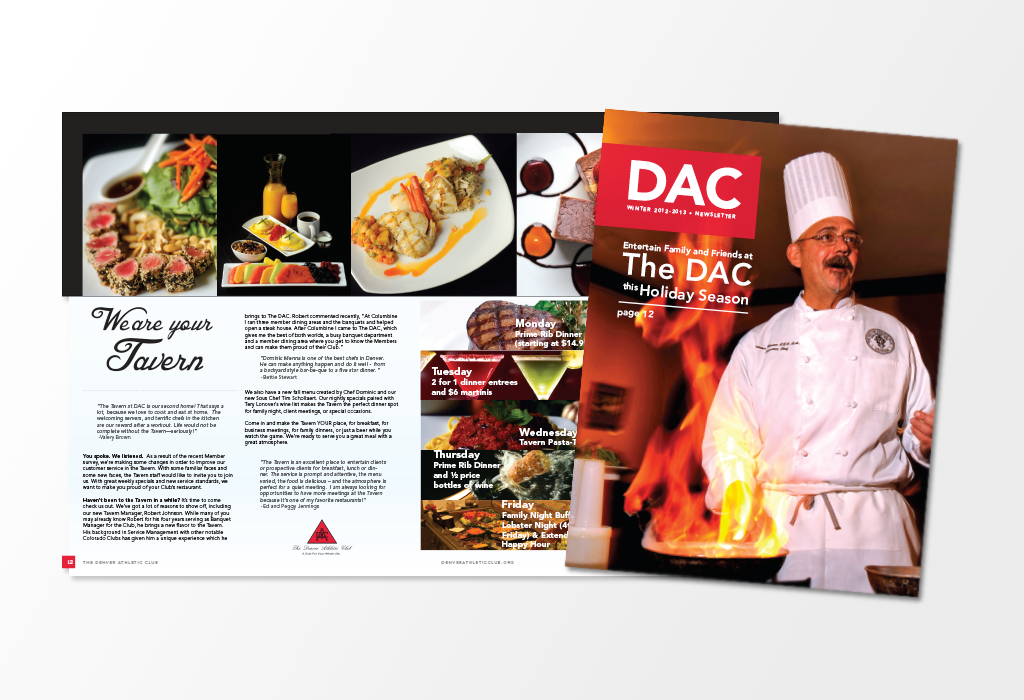 We are your
Tavern
"The Tavern at DAC is our second home! That says a
lot, because we love to cook and eat at home. The
welcoming servers, and terrific chefs in the kitchen
are our reward after a workout. Life would not be
complete without the Tavern—seriously!"
-Valery Brown
You spoke. We listened. As a result of the recent Member
survey, we're making some changes in order to improve our
customer service in the Tavern. With some familiar faces and
some new faces, the Tavern staff would like to invite you to join
us. With great weekly specials and new service standards, we
want to make you proud of your Club's restaurant.
Haven't been to the Tavern in a while? It's time to come
check us out. We've got a lot of reasons to show off, including
our new Tavern Manager, Robert Johnson. While many of you
may already know Robert for his four years serving as Banquet
Manager for the Club, he brings a new flavor to the Tavern.
His background in Service Management with other notable
Colorado Clubs has given him a unique experience which he
brings to The DAC. Robert commented recently, "At Columbine
I ran three member dining areas and the banquets and helped
open a steak house. After Columbine I came to The DAC, which
gives me the best of both worlds, a busy banquet department
and a member dining area where you get to know the Members
and can make them proud of their Club."
"Dominic Menna is one of the best chefs in Denver.
He can make anything happen and do it well - from
a backyard style bar-be-que to a five star dinner."
-Bettie Stewart
We also have a new fall menu created by Chef Dominic and our
new Sous Chef Tim Schollaert. Our nightly specials paired with
Tery Lonover's wine list makes the Tavern the perfect dinner spot
for family night, client meetings, or special occasions.
Come in and make the Tavern YOUR place, for breakfast, for
business meetings, for family dinners, or just a beer while you
watch the game. We're ready to serve you a great meal with a
great atmosphere.
"The Tavern is an excellent place to entertain clients
or prospective clients for breakfast, lunch or din-
ner. The service is prompt and attentive, the menu
varied, the food is delicious – and the atmosphere is
perfect for a quiet meeting. I am always looking for
opportunities to have more meetings at the Tavern
because it's one of my favorite restaurants!"
-Ed and Peggy Jennings
The Denver Athletic Club
Monday
Prime Rib Dinner
(starting at $14.9
Tuesday
2 for 1 dinner entrees
and $6 martinis
Wednesday
Tavern Pasta-T
Thursday
Prime Rib Dinner
and ½ price
bottles of wine
Friday
Family Night Buff
Lobster Night (4t
Friday) & Extend
Happy Hour
12 THE DENVER ATHLETIC CLUB
DENVERATHLETICCLUB.ORG
DAC
WINTER 2012-2013 • NEWSLETTER
Entertain Family and Friends at
The DAC
this Holiday Season
page 12